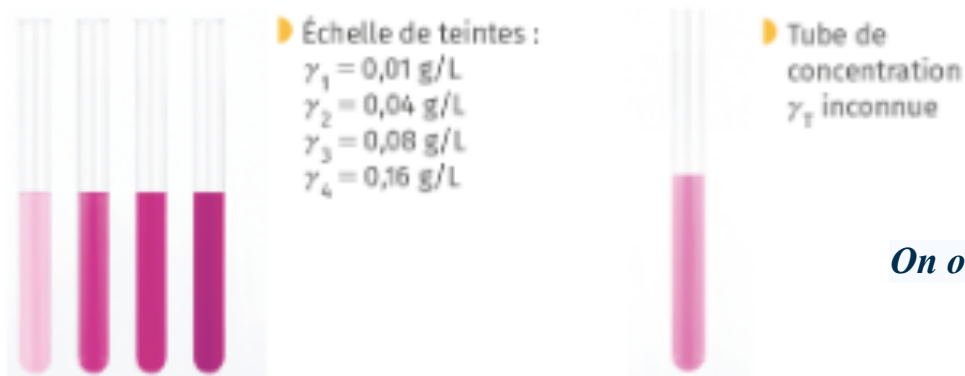 Échelle de teintes :
γ₁ = 0,01 g/L
γ₂ = 0,04 g/L
γ₃ = 0,08 g/L
γ₄ = 0,16 g/L
Tube de
concentration
γ_T inconnue
On o